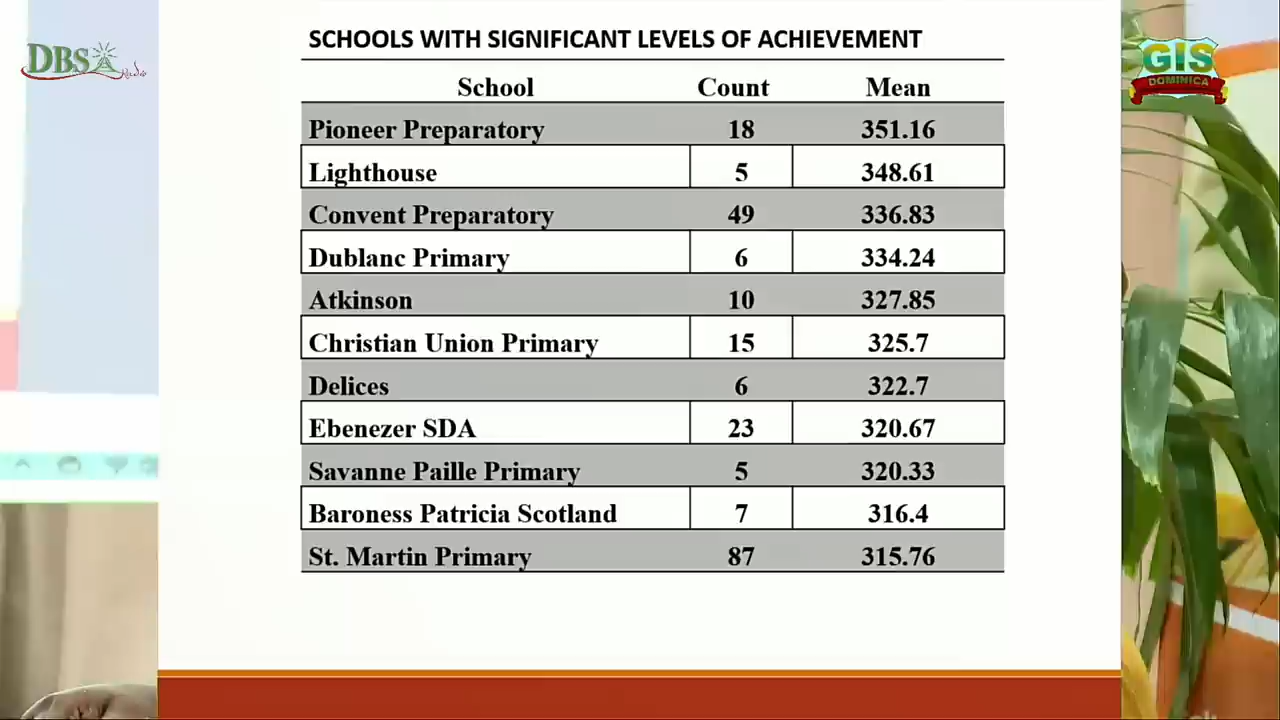 SCHOOLS WITH SIGNIFICANT LEVELS OF ACHIEVEMENT
School Count Mean
Pioneer Preparatory 18 351.16
Lighthouse 5 348.61
Convent Preparatory 49 336.83
Dublanc Primary 6 334.24
Atkinson 10 327.85
Christian Union Primary 15 325.7
Delices 6 322.7
Ebenezer SDA 23 320.67
Savanne Paille Primary 5 320.33
Baroness Patricia Scotland 7 316.4
St. Martin Primary 87 315.76
DBS Radio
GIS
DOMINICA